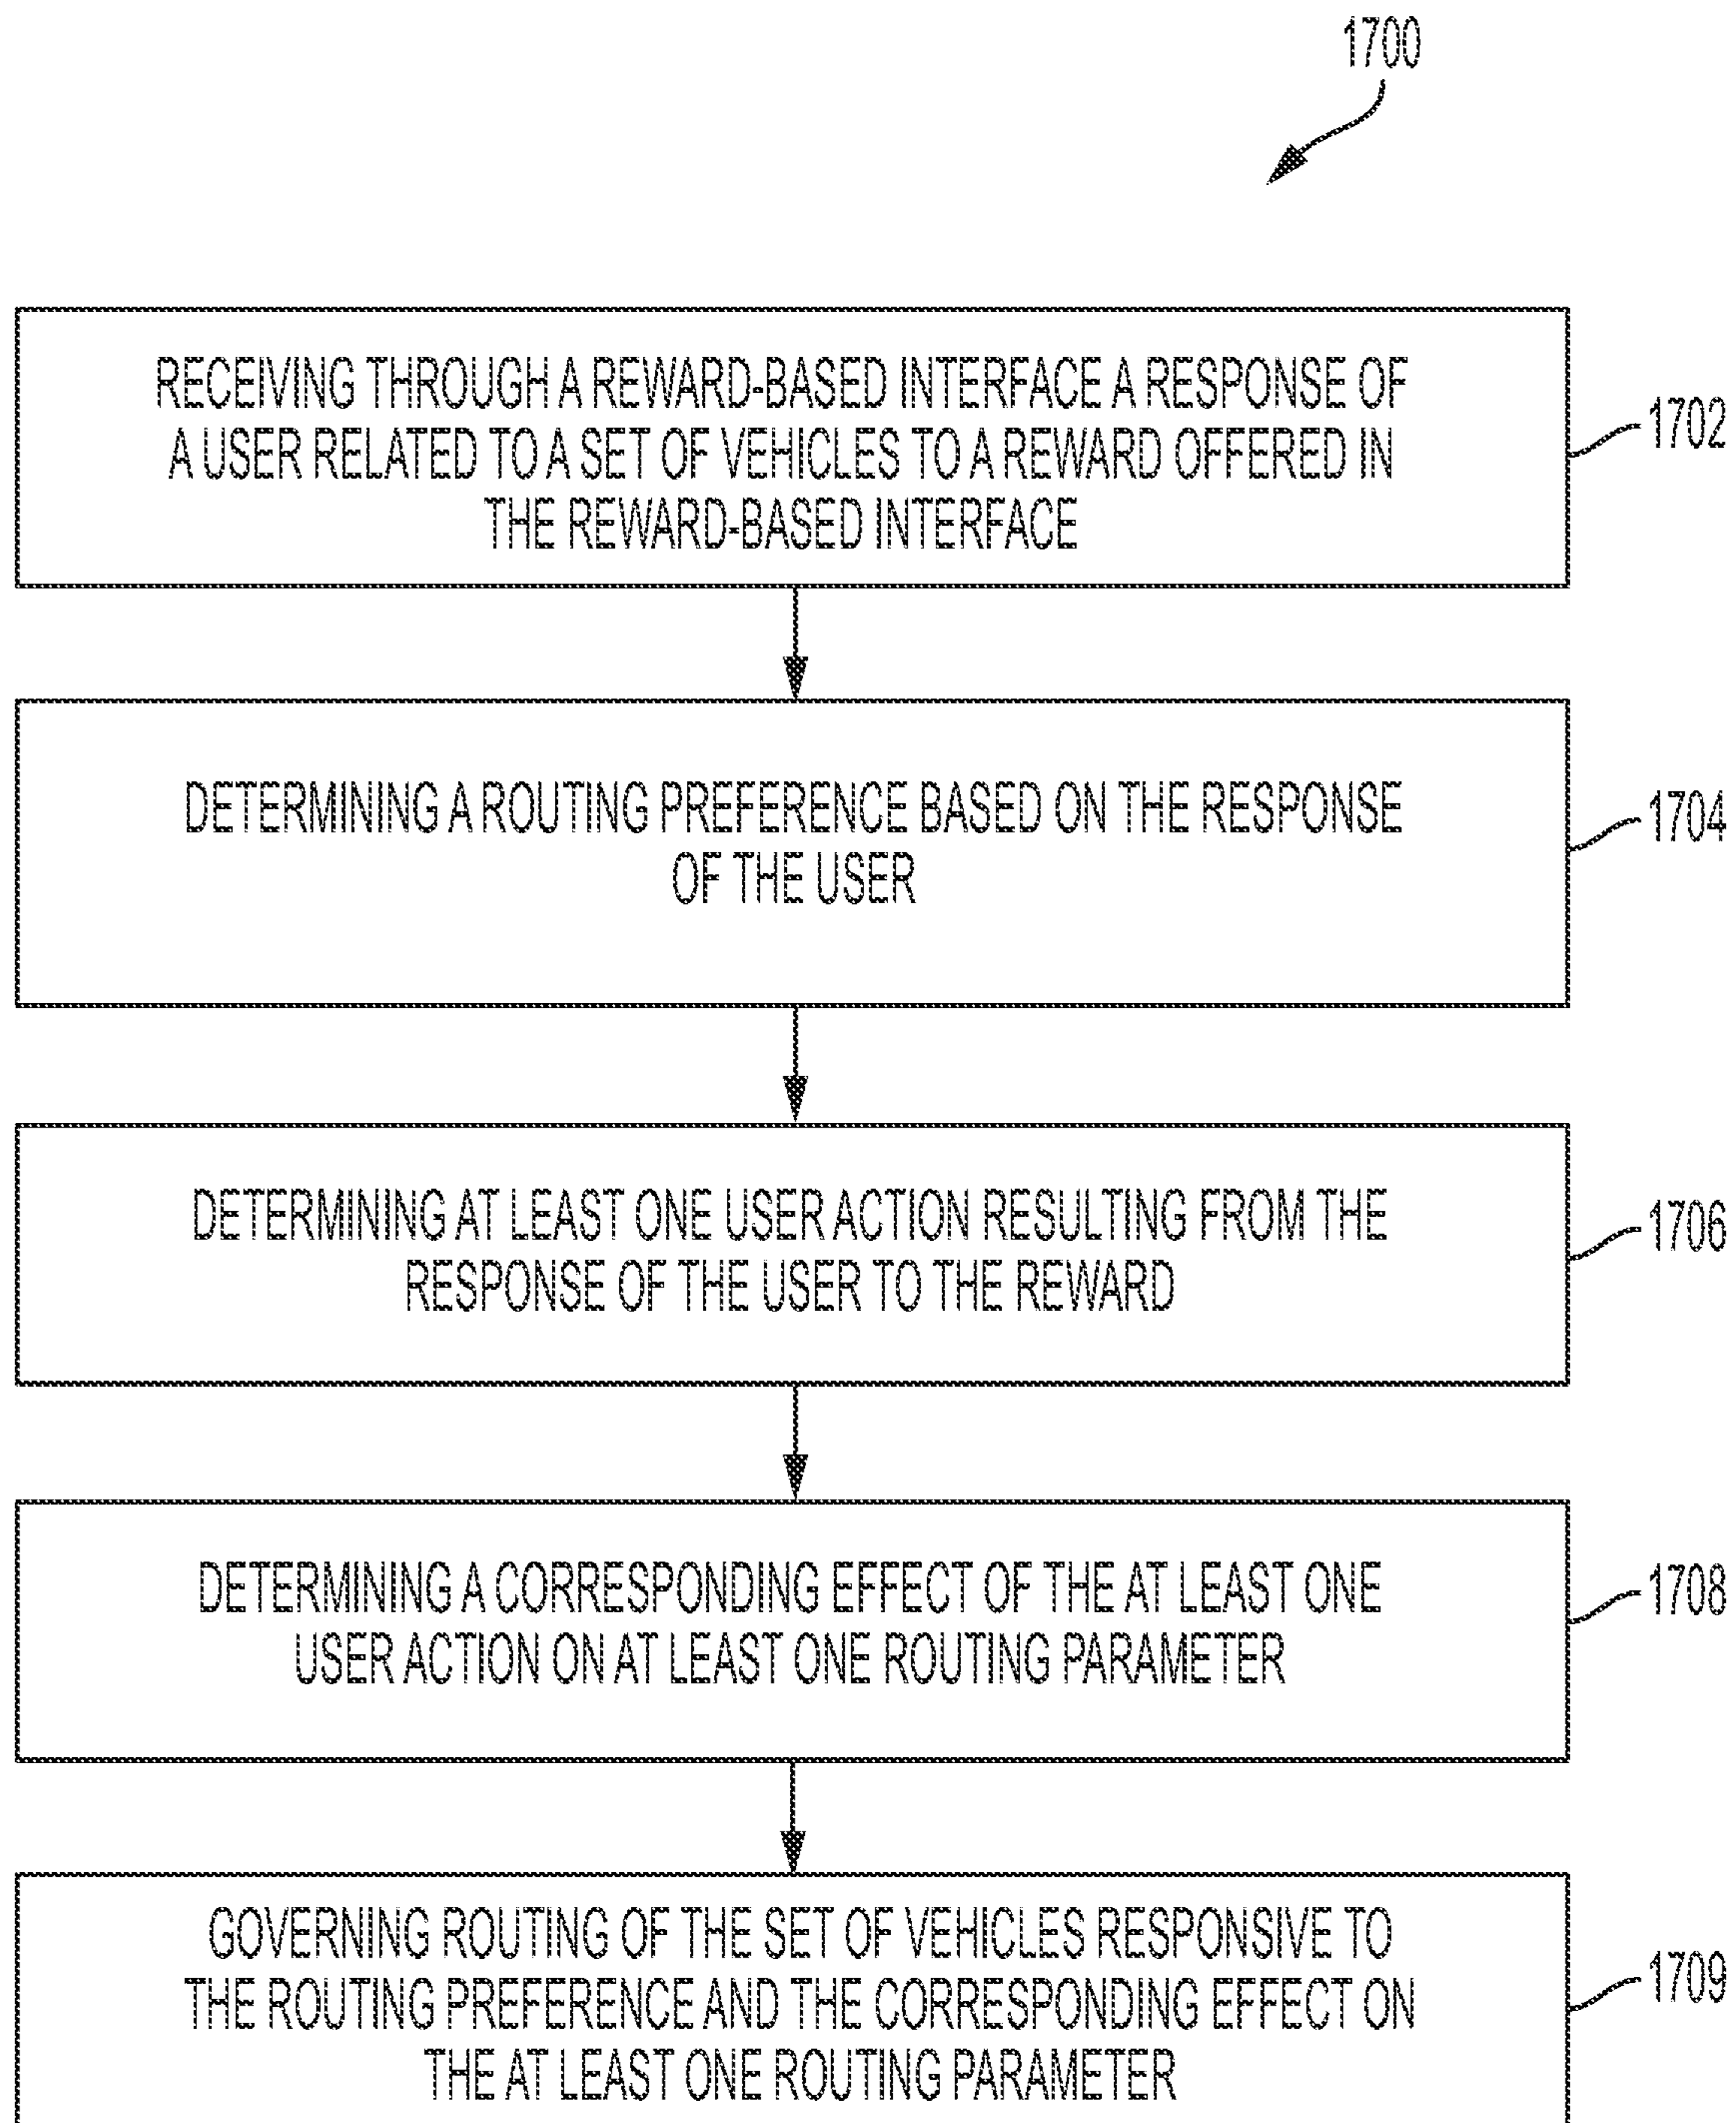 1700
RECEIVING THROUGH A REWARD-BASED INTERFACE A RESPONSE OF
A USER RELATED TO A SET OF VEHICLES TO A REWARD OFFERED IN
THE REWARD-BASED INTERFACE
1702
DETERMINING A ROUTING PREFERENCE BASED ON THE RESPONSE
OF THE USER
1704
DETERMINING AT LEAST ONE USER ACTION RESULTING FROM THE
RESPONSE OF THE USER TO THE REWARD
1706
DETERMINING A CORRESPONDING EFFECT OF THE AT LEAST ONE
USER ACTION ON AT LEAST ONE ROUTING PARAMETER
1708
GOVERNING ROUTING OF THE SET OF VEHICLES RESPONSIVE TO
THE ROUTING PREFERENCE AND THE CORRESPONDING EFFECT ON
THE AT LEAST ONE ROUTING PARAMETER
1709